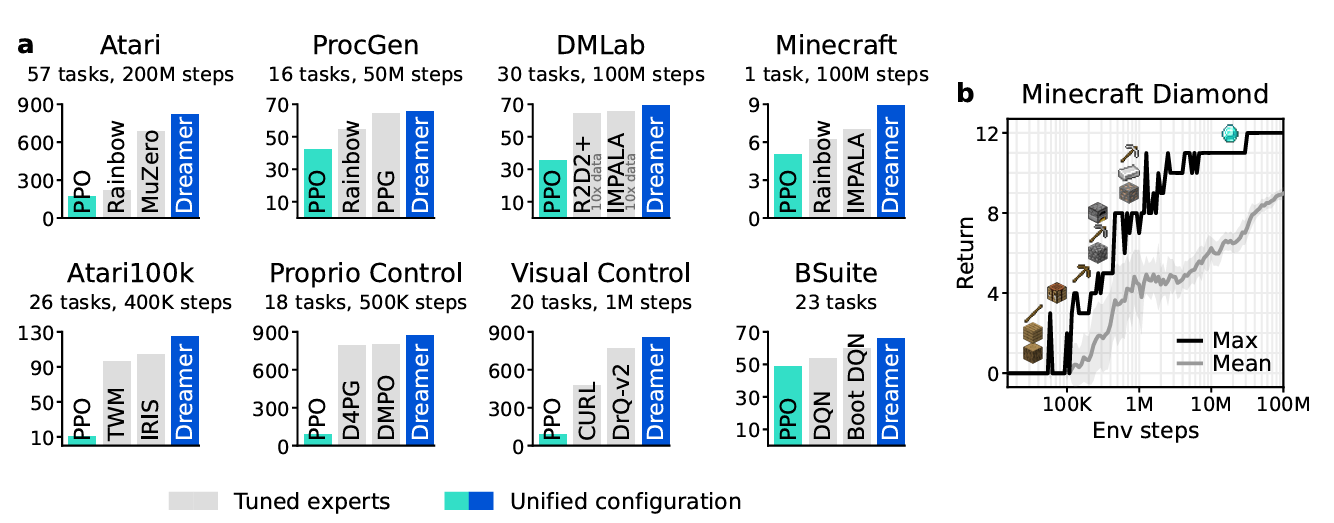 a
Atari
57 tasks, 200M steps
900
600
300
0
PPO
Rainbow
MuZero
Dreamer
ProcGen
16 tasks, 50M steps
70
50
30
10
PPO
Rainbow
PPG
Dreamer
DMLab
30 tasks, 100M steps
70
50
30
10
PPO
R2D2+
10x data
IMPALA
10x data
Dreamer
Minecraft
1 task, 100M steps
9
6
3
0
PPO
Rainbow
IMPALA
Dreamer
Atari100k
26 tasks, 400K steps
130
90
50
10
PPO
TWM
IRIS
Dreamer
Proprio Control
18 tasks, 500K steps
900
600
300
0
PPO
D4PG
DMPO
Dreamer
Visual Control
20 tasks, 1M steps
900
600
300
0
PPO
CURL
DrQ-v2
Dreamer
BSuite
23 tasks
70
50
30
10
PPO
DQN
Boot DQN
Dreamer
Tuned experts
Unified configuration
b
Minecraft Diamond
Return
12
8
4
0
Max
Mean
100K 1M 10M 100M
Env steps